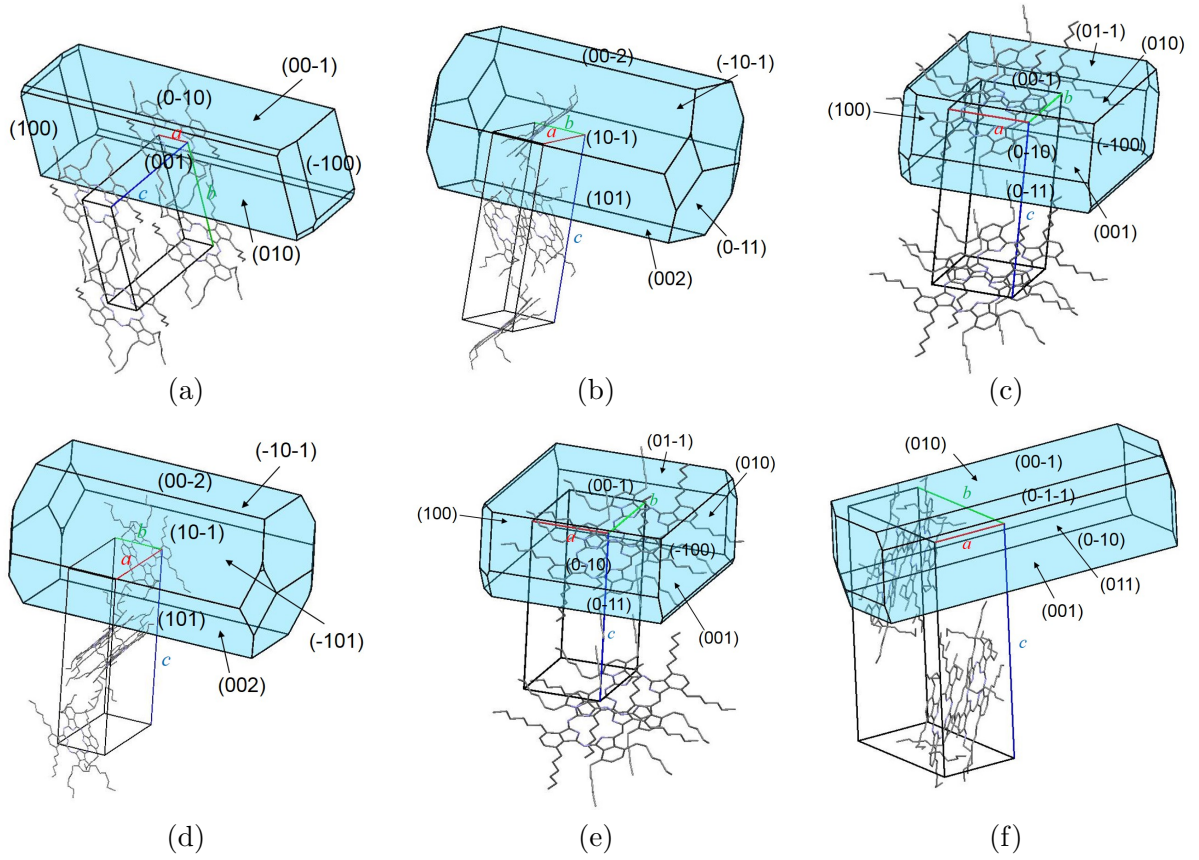 (00-1)
(0-10)
(100)
a
(001)
(-100)
c
b
(010)
(a)
(00-2)
(-10-1)
b
a
(10-1)
(101)
c
(0-11)
(002)
(b)
(01-1)
(010)
(00-1)
(100)
b
a
(0-10)
(-100)
(0-11)
c
(001)
(c)
(-10-1)
(00-2)
b
(10-1)
a
(101)
(-101)
c
(002)
(d)
(01-1)
(010)
(00-1)
(100)
b
a
(-100)
(0-10)
(0-11)
c
(001)
(e)
(010)
(00-1)
b
(0-1-1)
a
(0-10)
(011)
(001)
c
(f)